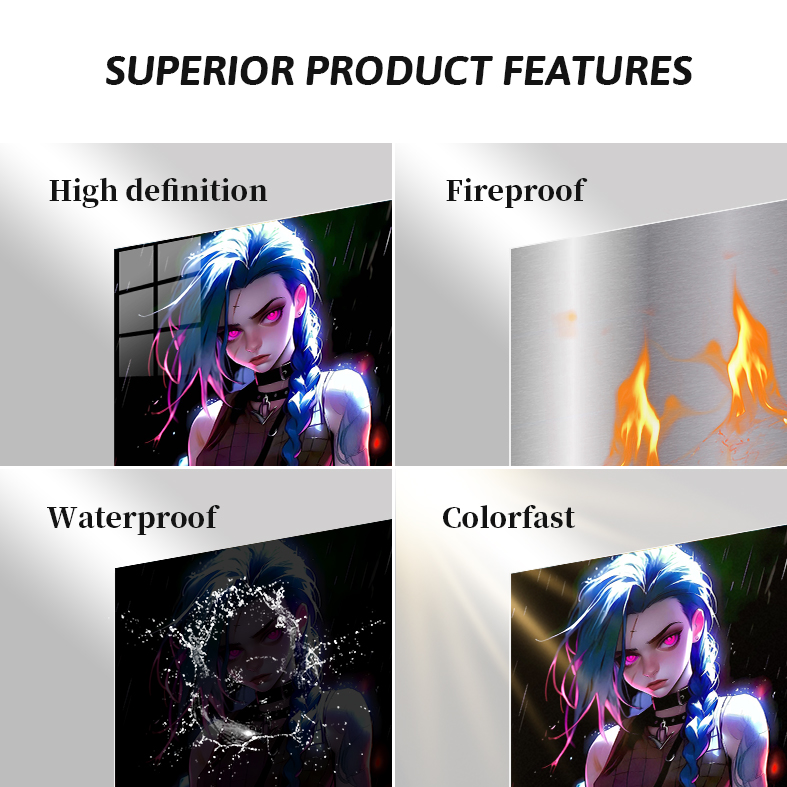 SUPERIOR PRODUCT FEATURES
High definition
Fireproof
Waterproof
Colorfast